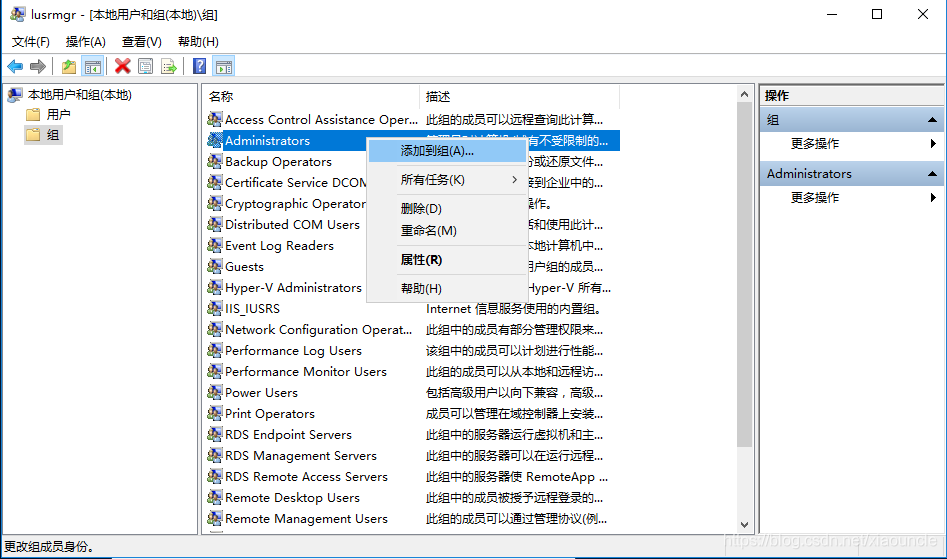 lusrmgr - [本地用户和组(本地)\组]
文件(F) 操作(A) 查看(V) 帮助(H)
本地用户和组(本地)
用户
组
名称 描述
Access Control Assistance Oper... 此组的成员可以远程查询此计算...
Administrators 有不受限制的...
Backup Operators 或还原文件...
Certificate Service DCOM 接到企业中的...
Cryptographic Operator 操作。
Distributed COM Users 和使用此计...
Event Log Readers 本地计算机中...
Guests 用户组的成员...
Hyper-V Administrators Hyper-V 所有...
IIS_IUSRS Internet 信息服务使用的内置组。
Network Configuration Operat... 此组中的成员有部分管理权限来...
Performance Log Users 该组中的成员可以计划进行性能...
Performance Monitor Users 此组的成员可以从本地和远程访...
Power Users 包括高级用户以向下兼容，高级...
Print Operators 成员可以管理在域控制器上安装...
RDS Endpoint Servers 此组中的服务器运行虚拟机和主...
RDS Management Servers 此组中的服务器可以在运行远程...
RDS Remote Access Servers 此组中的服务器使 RemoteApp ...
Remote Desktop Users 此组中的成员被授予远程登录的...
Remote Management Users 此组的成员可以通过管理协议(例...
添加到组(A)...
所有任务(K)
删除(D)
重命名(M)
属性(R)
帮助(H)
操作
组
更多操作
Administrators
更多操作
更改组成员身份。
https://blog.csdn.net/xiaouncle